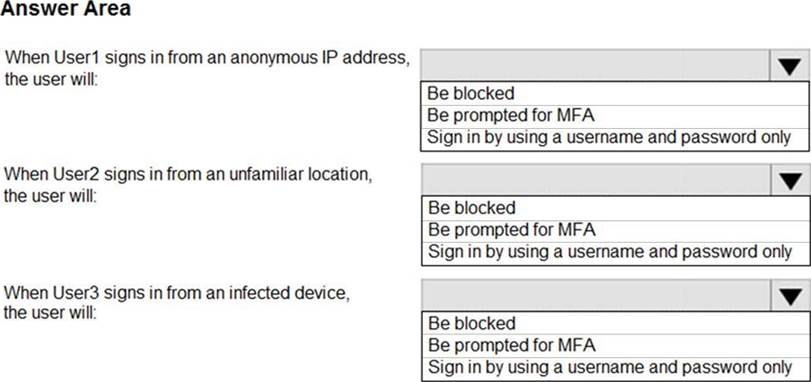 Answer Area
When User1 signs in from an anonymous IP address,
the user will:
Be blocked
Be prompted for MFA
Sign in by using a username and password only
When User2 signs in from an unfamiliar location,
the user will:
Be blocked
Be prompted for MFA
Sign in by using a username and password only
When User3 signs in from an infected device,
the user will:
Be blocked
Be prompted for MFA
Sign in by using a username and password only